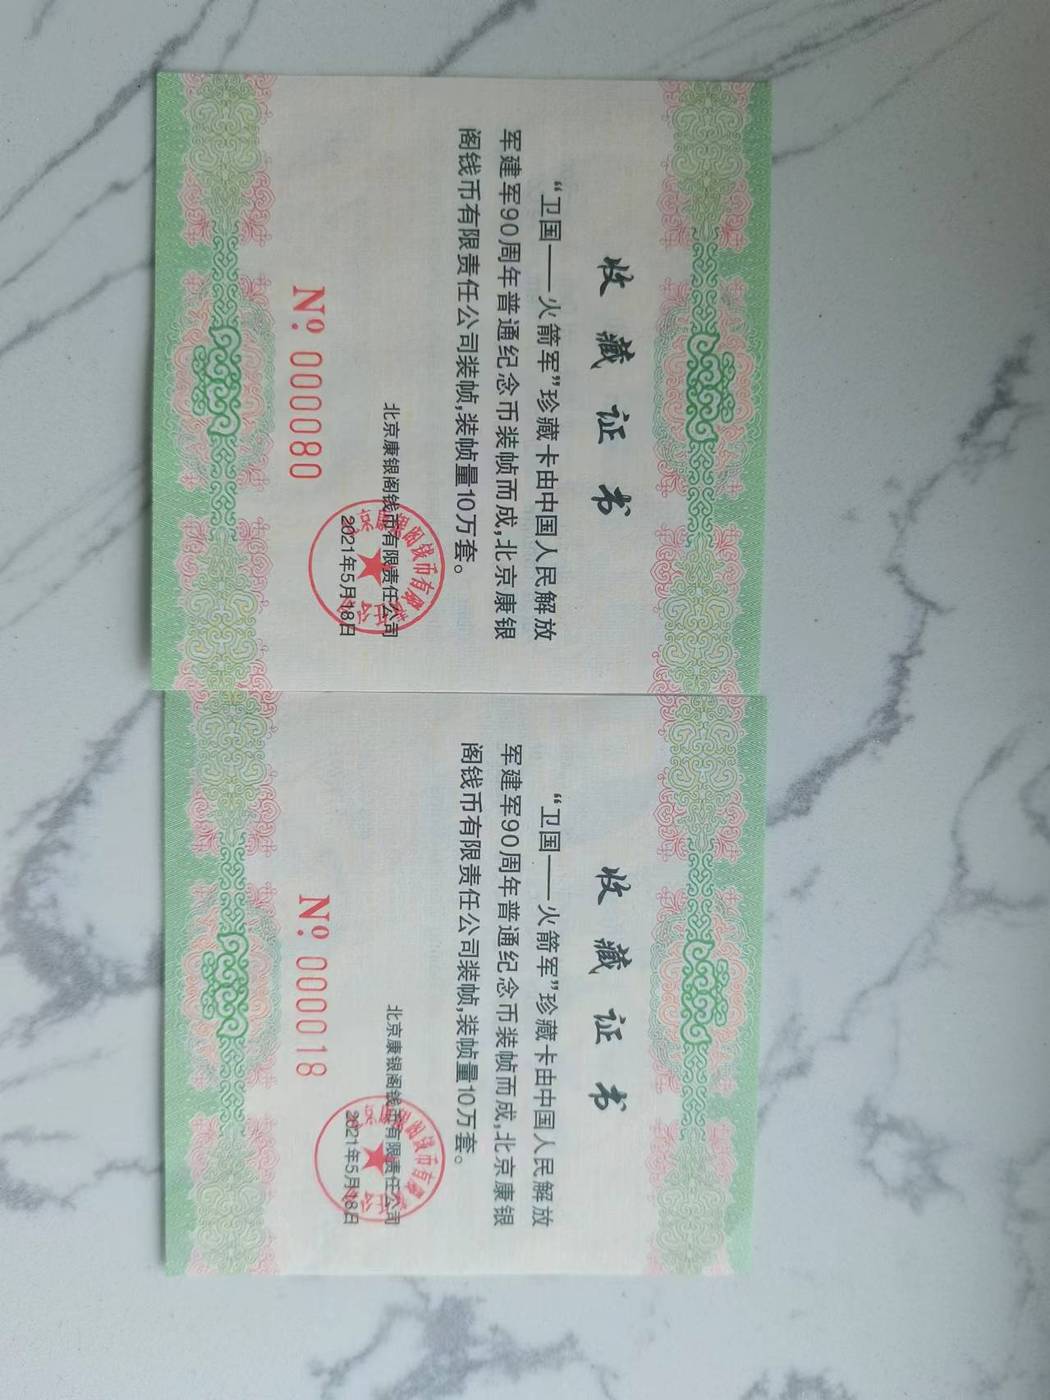 收藏证书
“卫国——火箭军”珍藏卡由中国人民解放
军建军90周年普通纪念币装帧而成,北京康银
阁钱币有限责任公司装帧,装帧量10万套。
北京康银阁钱币有限责任公司
2021年5月18日
№.000080
收藏证书
“卫国——火箭军”珍藏卡由中国人民解放
军建军90周年普通纪念币装帧而成,北京康银
阁钱币有限责任公司装帧,装帧量10万套。
北京康银阁钱币有限责任公司
2021年5月18日
№.000018